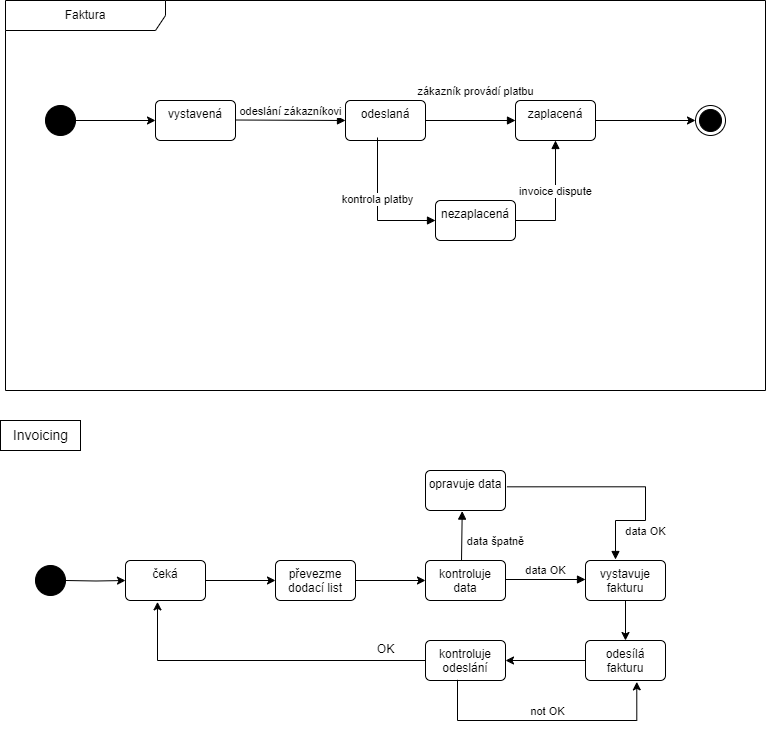 Faktura
zákazník provádí platbu
vystavená
odeslání zákazníkovi
odeslaná
zaplacená
kontrola platby
invoice dispute
nezaplacená
Invoicing
opravuje data
data špatně
data OK
čeká
převezme
dodací list
kontroluje
data
data OK
vystavuje
fakturu
OK
kontroluje
odeslání
odesílá
fakturu
not OK